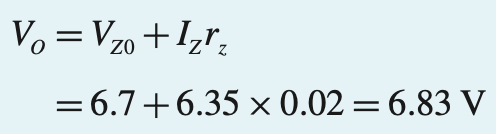 V_O = V_{Z0} + I_Z r_z
= 6.7 + 6.35 × 0.02 = 6.83 V